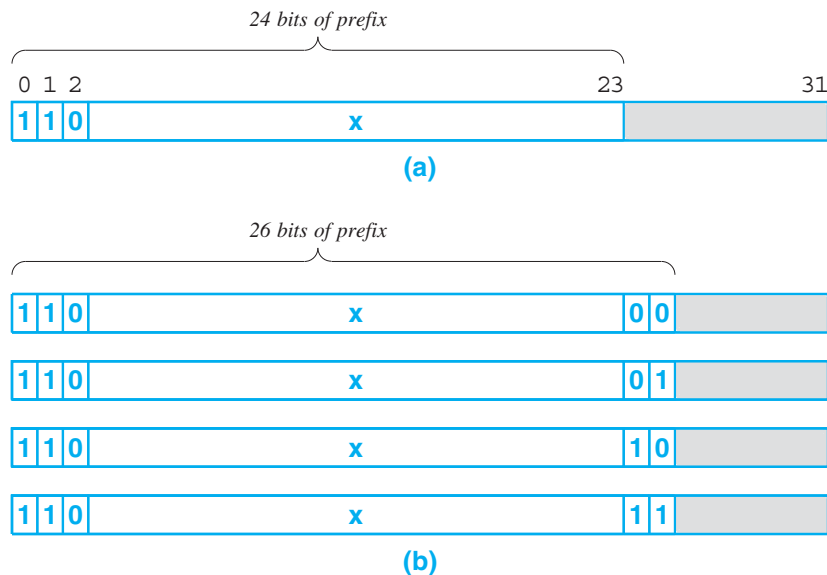 24 bits of prefix
0 1 2 23 31
1 1 0 x
(a)
26 bits of prefix
1 1 0 x 0 0
1 1 0 x 0 1
1 1 0 x 1 0
1 1 0 x 1 1
(b)